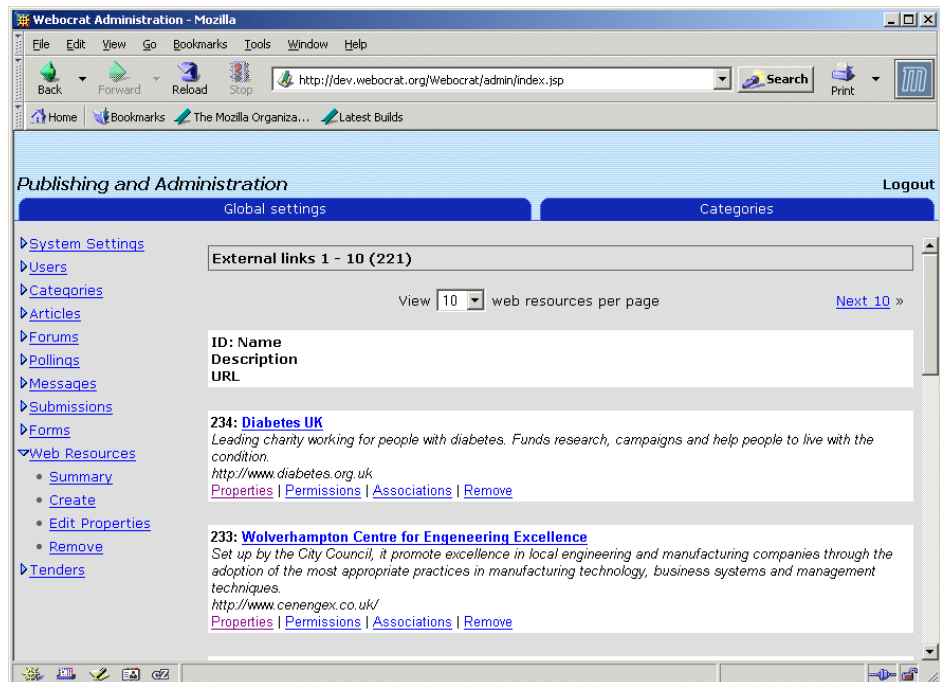 Webocrat Administration - Mozilla
File Edit View Go Bookmarks Tools Window Help
Back Forward Reload Stop http://dev.webocrat.org/Webocrat/admin/index.jsp Search Print
Home Bookmarks The Mozilla Organiza... Latest Builds
Publishing and Administration Logout
Global settings Categories
System Settings
Users
Categories
Articles
Forums
Pollings
Messages
Submissions
Forms
Web Resources
Summary
Create
Edit Properties
Remove
Tenders
External links 1 - 10 (221)
View 10 web resources per page Next 10 »
ID: Name
Description
URL
234: Diabetes UK
Leading charity working for people with diabetes. Funds research, campaigns and help people to live with the
condition.
http://www.diabetes.org.uk
Properties | Permissions | Associations | Remove
233: Wolverhampton Centre for Engeneering Excellence
Set up by the City Council, it promote excellence in local engineering and manufacturing companies through the
adoption of the most appropriate practices in manufacturing technology, business systems and management
techniques.
http://www.cenengex.co.uk/
Properties | Permissions | Associations | Remove